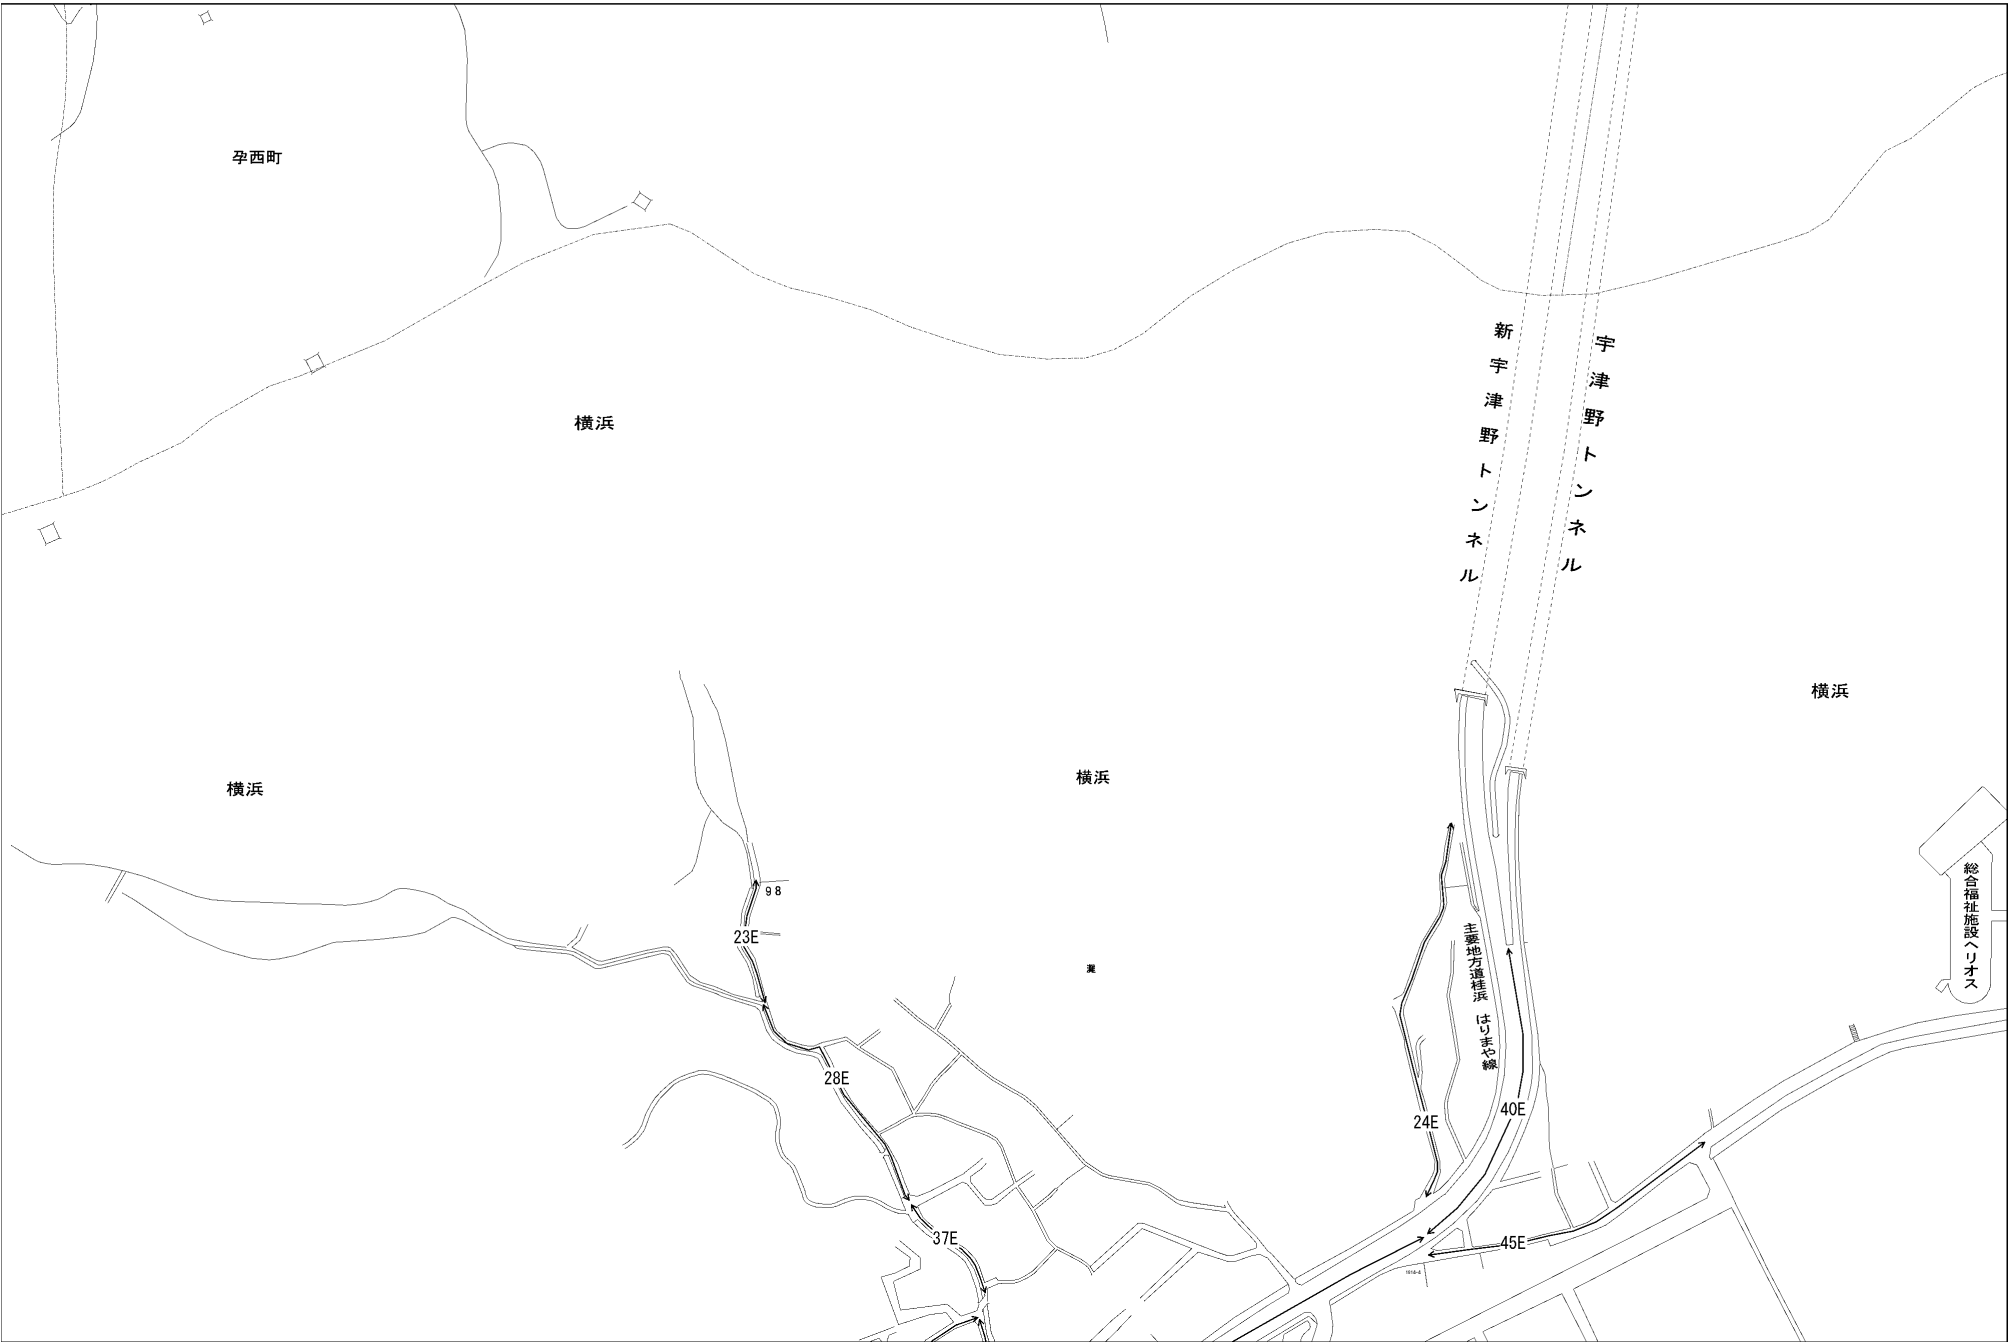 孕西町
新宇津野トンネル
宇津野トンネル
横浜
横浜
横浜
横浜
総合福祉施設ヘリオス
98
主要地方道桂浜 はりまや線
23E
28E
24E
40E
37E
45E